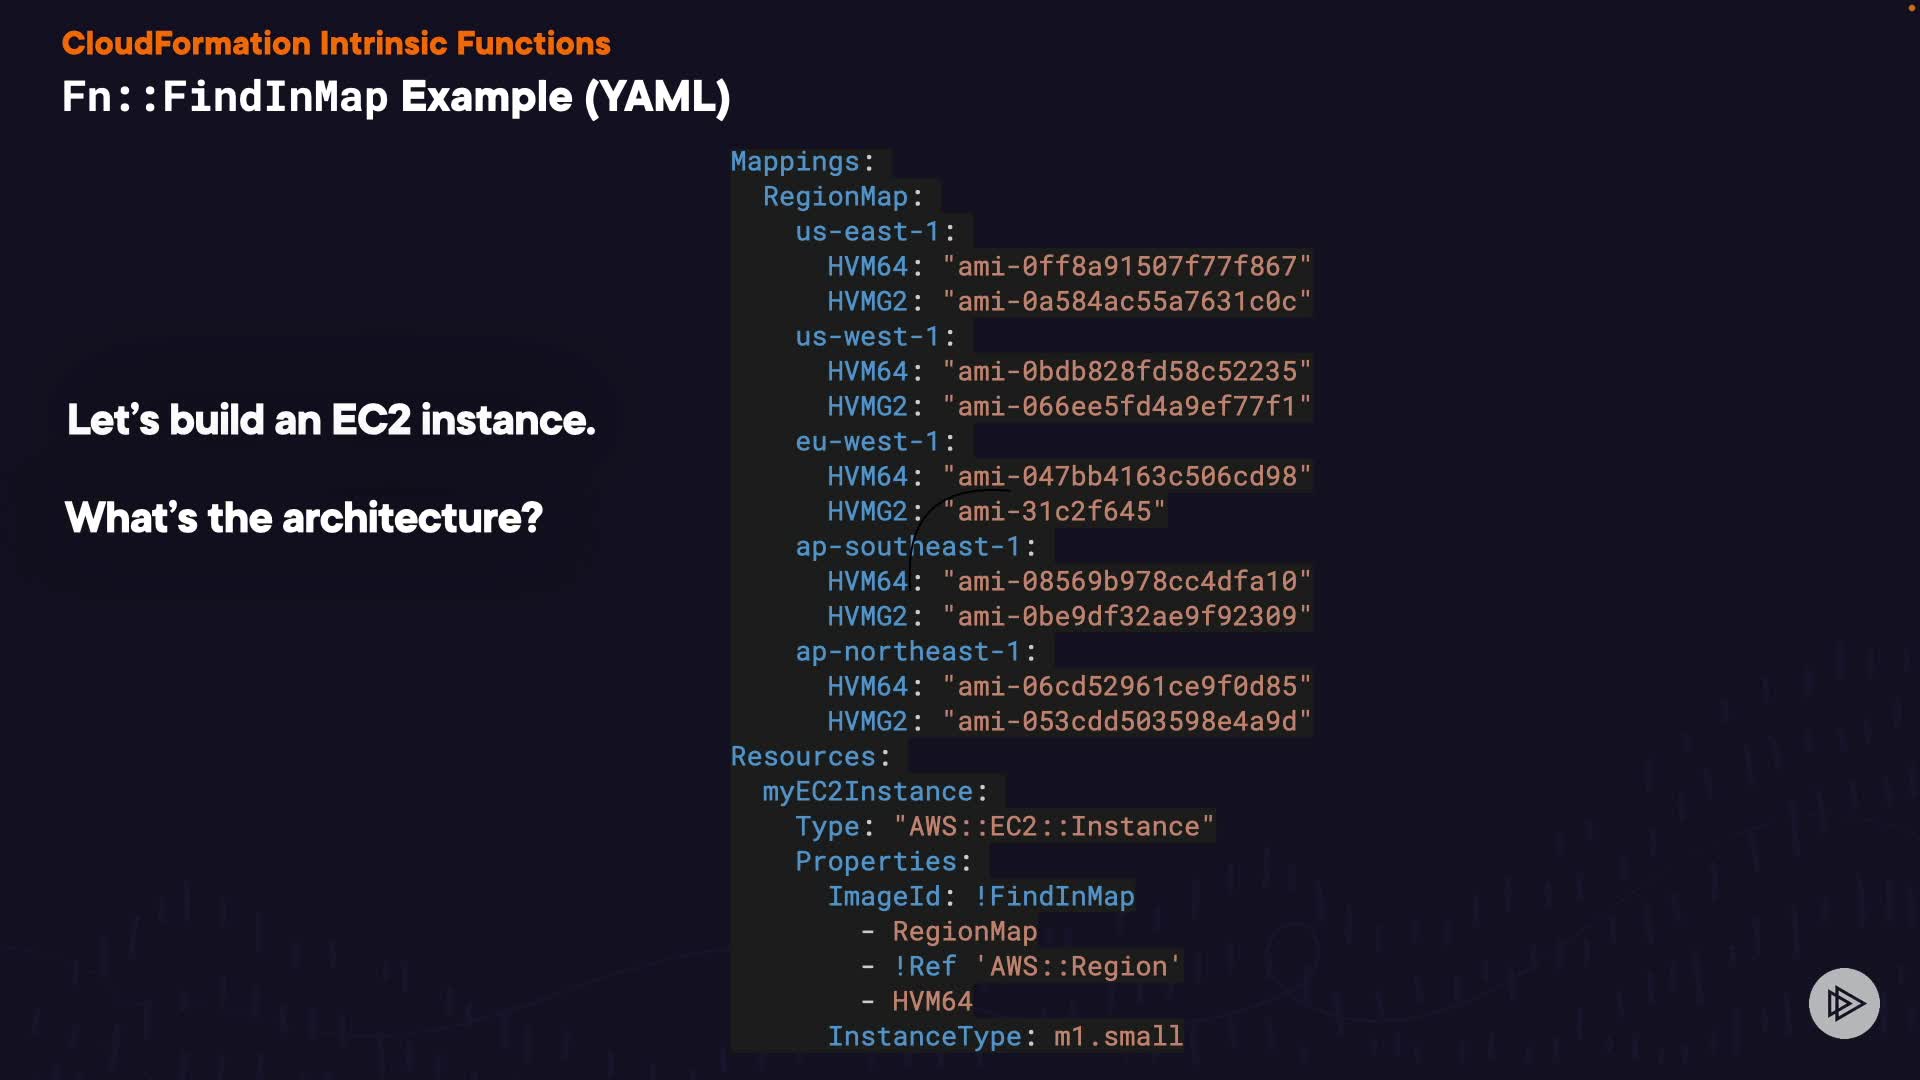 CloudFormation Intrinsic Functions
Fn::FindInMap Example (YAML)
Let's build an EC2 instance.
What's the architecture?
Mappings:
  RegionMap:
    us-east-1:
      HVM64: "ami-0ff8a91507f77f867"
      HVMG2: "ami-0a584ac55a7631c0c"
    us-west-1:
      HVM64: "ami-0bdb828fd58c52235"
      HVMG2: "ami-066ee5fd4a9ef77f1"
    eu-west-1:
      HVM64: "ami-047bb4163c506cd98"
      HVMG2: "ami-31c2f645"
    ap-southeast-1:
      HVM64: "ami-08569b978cc4dfa10"
      HVMG2: "ami-0be9df32ae9f92309"
    ap-northeast-1:
      HVM64: "ami-06cd52961ce9f0d85"
      HVMG2: "ami-053cdd503598e4a9d"
Resources:
  myEC2Instance:
    Type: "AWS::EC2::Instance"
    Properties:
      ImageId: !FindInMap
        - RegionMap
        - !Ref 'AWS::Region'
        - HVM64
      InstanceType: m1.small